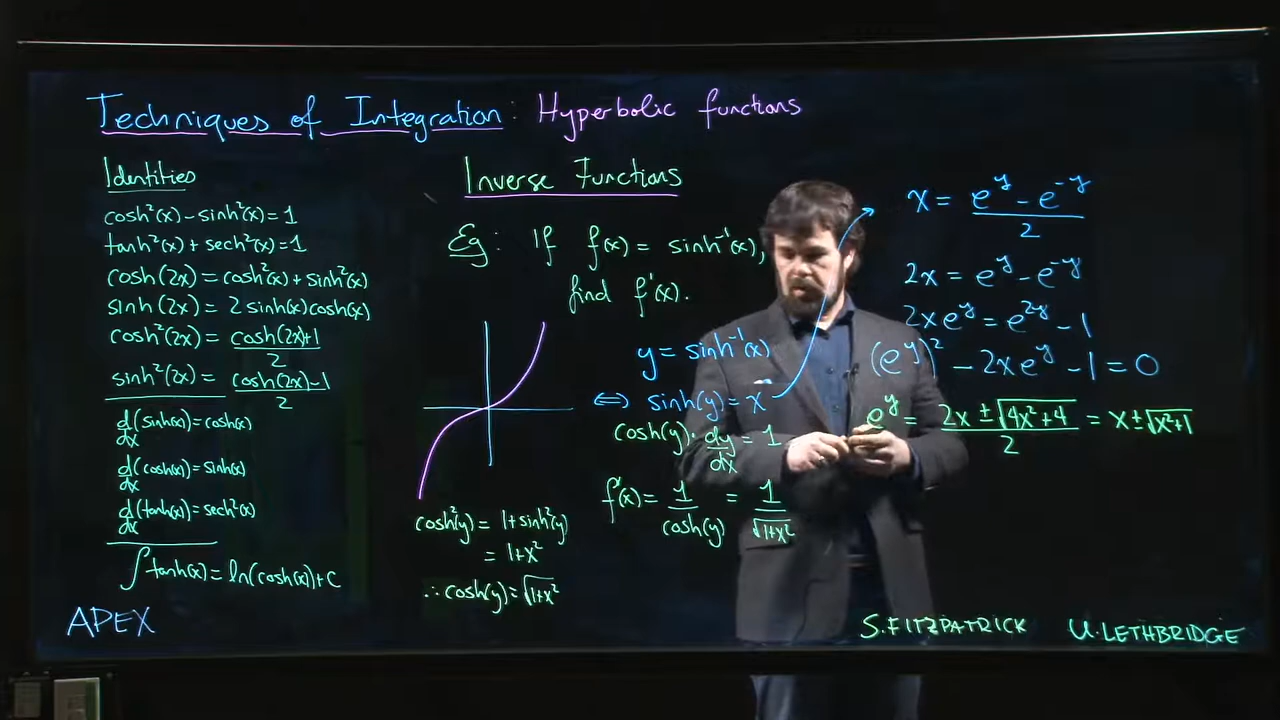 Techniques of Integration: Hyperbolic functions
Identities
cosh²(x) - sinh²(x) = 1
tanh²(x) + sech²(x) = 1
cosh(2x) = cosh²(x) + sinh²(x)
sinh(2x) = 2 sinh(x) cosh(x)
cosh²(2x) = cosh(2x)+1 / 2
sinh²(2x) = cosh(2x)-1 / 2
d/dx (sinh(x)) = cosh(x)
d/dx (cosh(x)) = sinh(x)
d/dx (tanh(x)) = sech²(x)
∫ tanh(x) = ln(cosh(x)) + C
APEX
Inverse Functions
Eg: If f(x) = sinh⁻¹(x),
find f'(x).
y = sinh⁻¹(x)
⇔ sinh(y) = x
cosh(y) · dy/dx = 1
f'(x) = 1/cosh(y) = 1/√1+x²
cosh²(y) = 1 + sinh²(y)
= 1+x²
∴ cosh(y) = √1+x²
x = e^y - e^-y / 2
2x = e^y - e^-y
2xe^y = e^2y - 1
(e^y)² - 2xe^y - 1 = 0
e^y = 2x ± √4x²+4 / 2 = x ± √x²+1
S. FITZPATRICK U. LETHBRIDGE